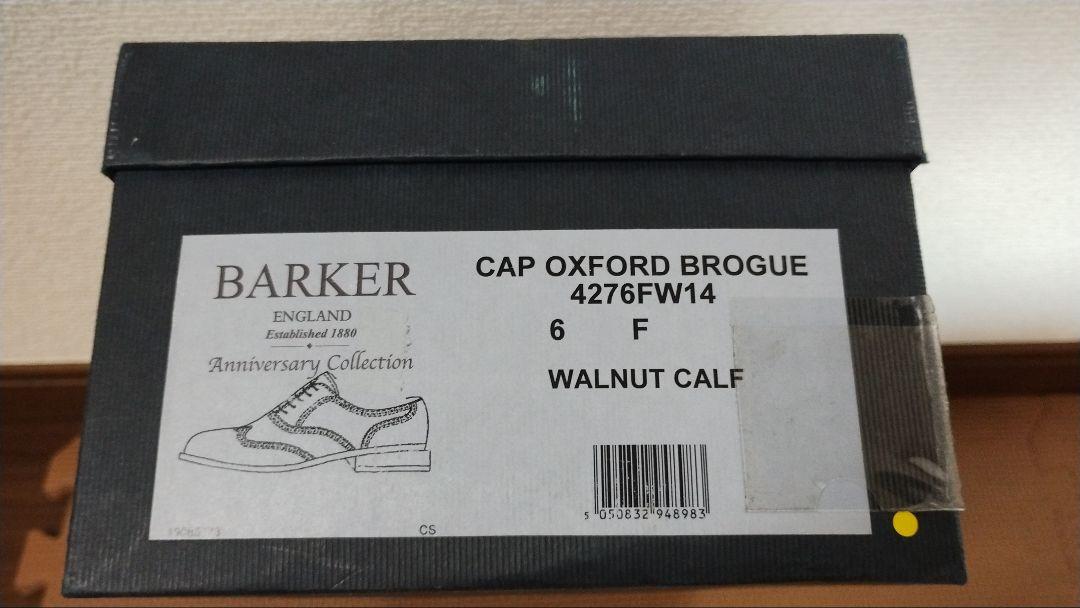 BARKER
ENGLAND
Established 1880
Anniversary Collection
CAP OXFORD BROGUE
4276FW14
6 F
WALNUT CALF
5 050832 948983
CS